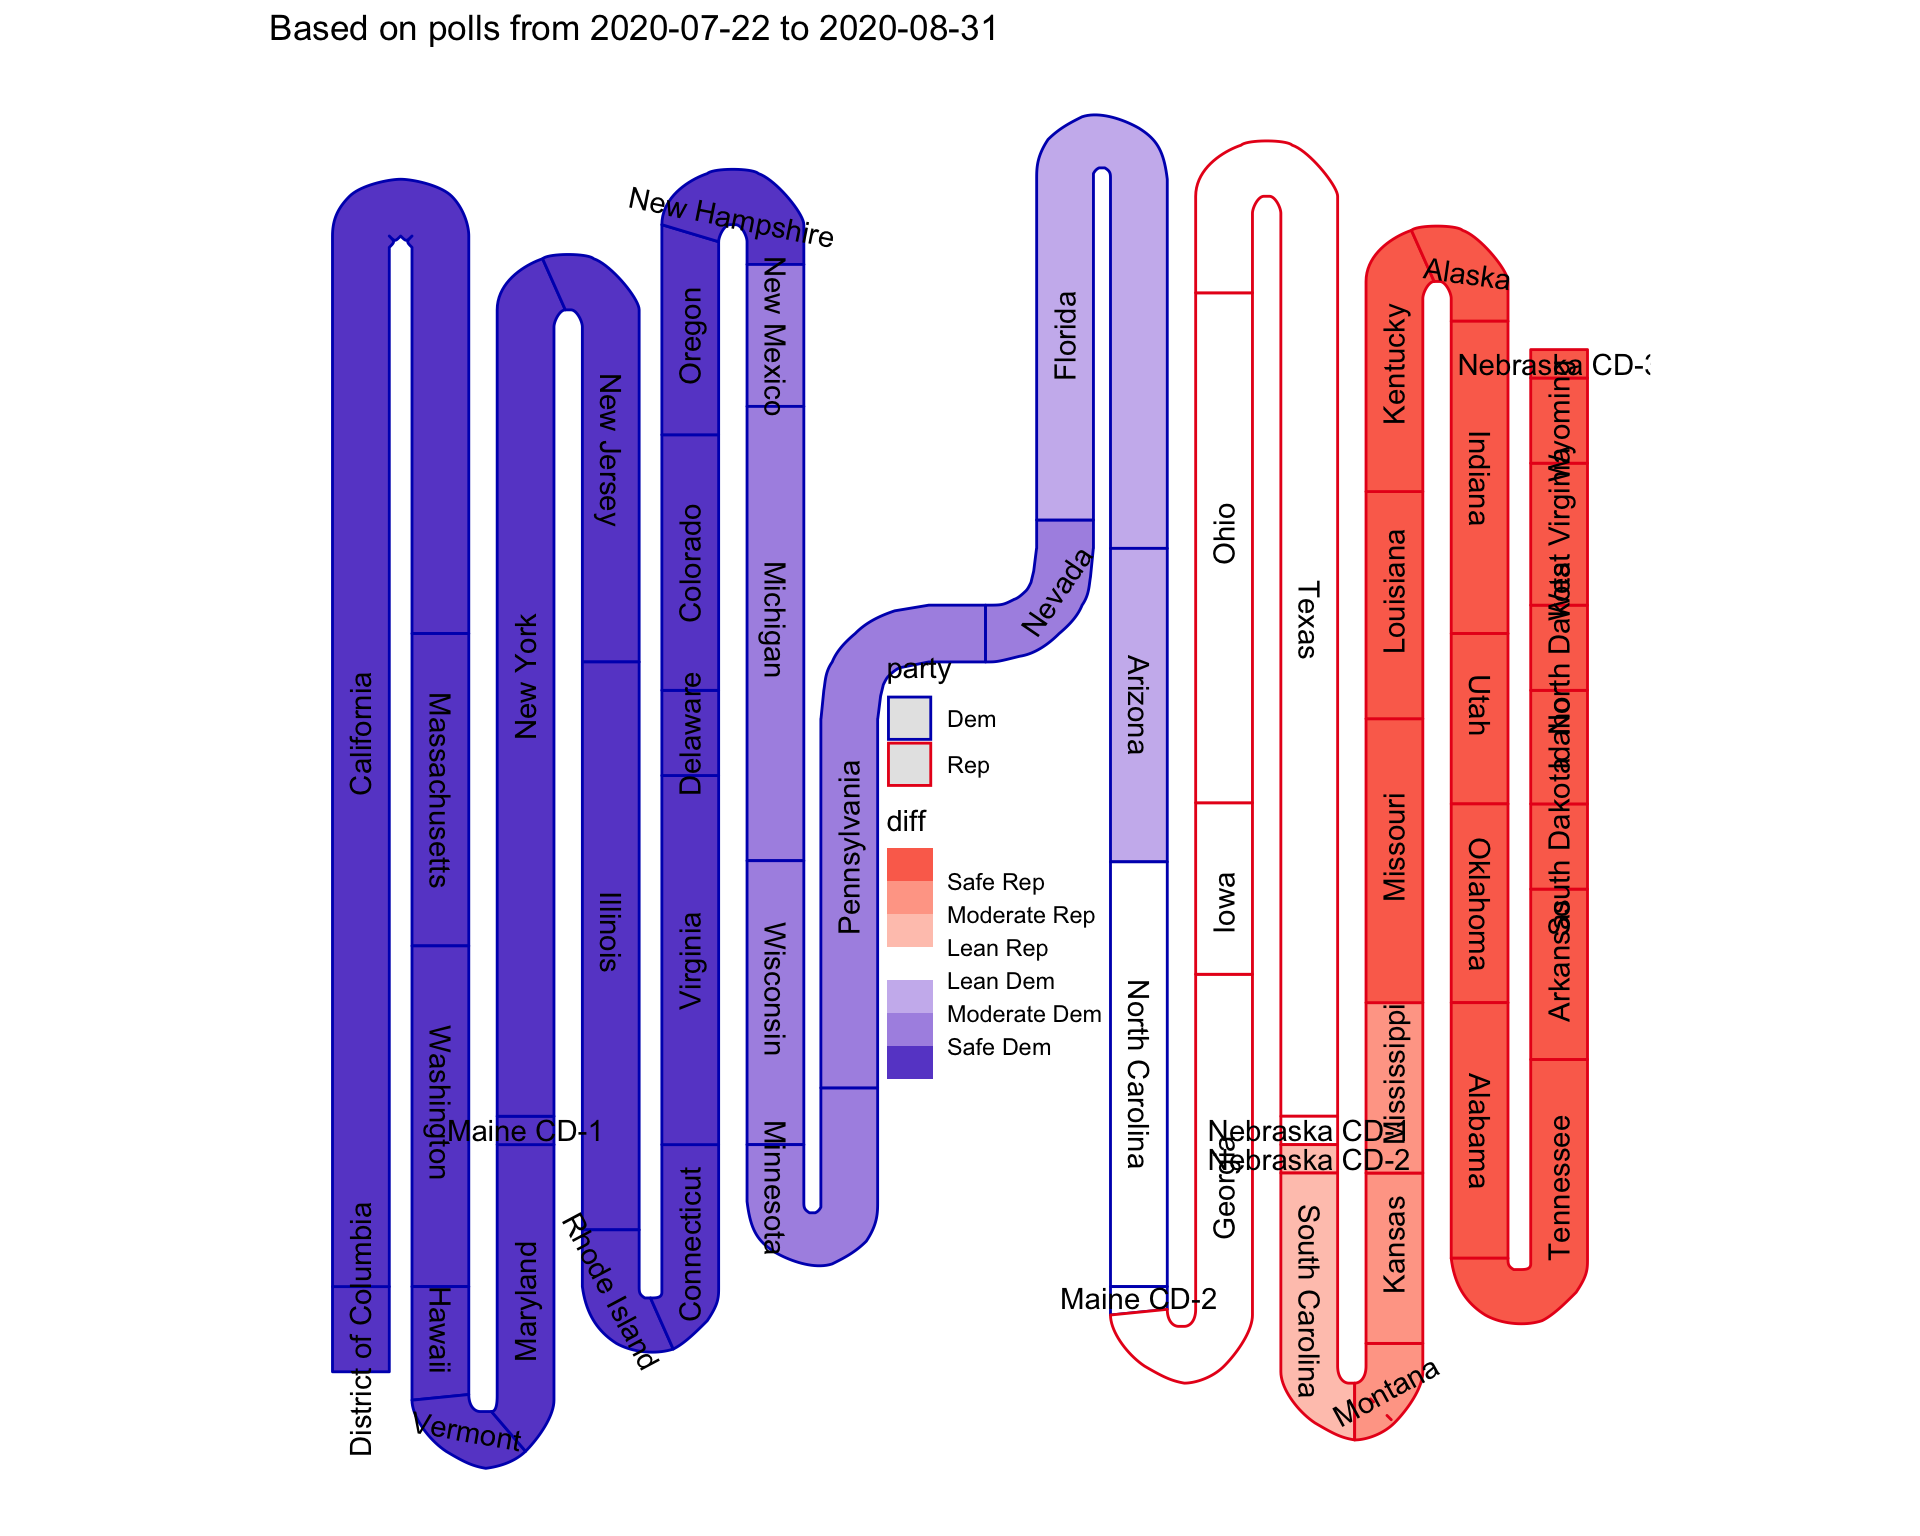 Based on polls from 2020-07-22 to 2020-08-31
District of Columbia
California
Massachusetts
Washington
Hawaii
Vermont
Maryland
Maine CD-1
New York
New Jersey
Illinois
Rhode Island
Connecticut
Virginia
Delaware
Colorado
Oregon
New Hampshire
New Mexico
Michigan
Wisconsin
Minnesota
Pennsylvania
Nevada
Florida
Arizona
North Carolina
Maine CD-2
Georgia
Iowa
Ohio
Texas
Nebraska CD-1
Nebraska CD-2
South Carolina
Montana
Kansas
Mississippi
Missouri
Louisiana
Kentucky
Alaska
Indiana
Utah
Oklahoma
Alabama
Tennessee
Arkansas
South Dakota
Idaho
North Dakota
West Virginia
Wyoming
Nebraska CD-3
party
Dem
Rep
diff
Safe Rep
Moderate Rep
Lean Rep
Lean Dem
Moderate Dem
Safe Dem